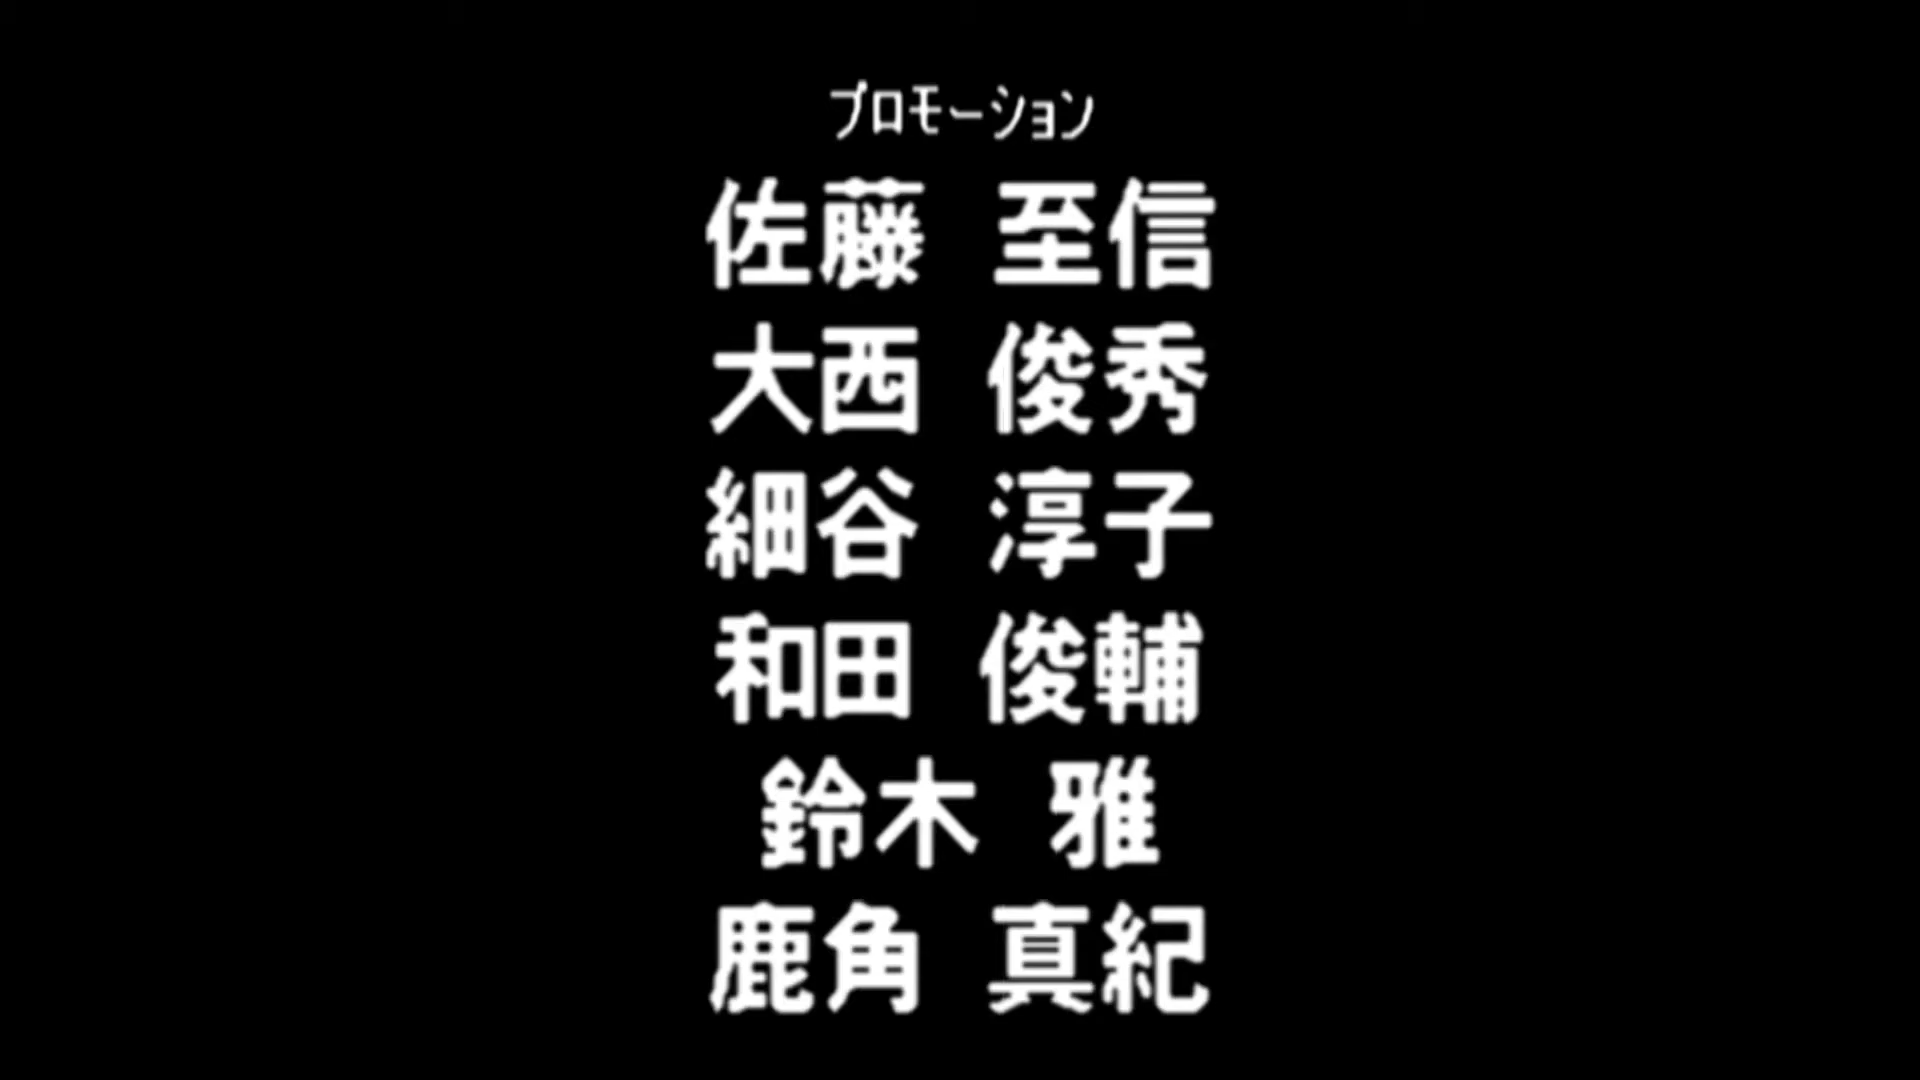 プロモーション
佐藤 至信
大西 俊秀
細谷 淳子
和田 俊輔
鈴木 雅
鹿角 真紀